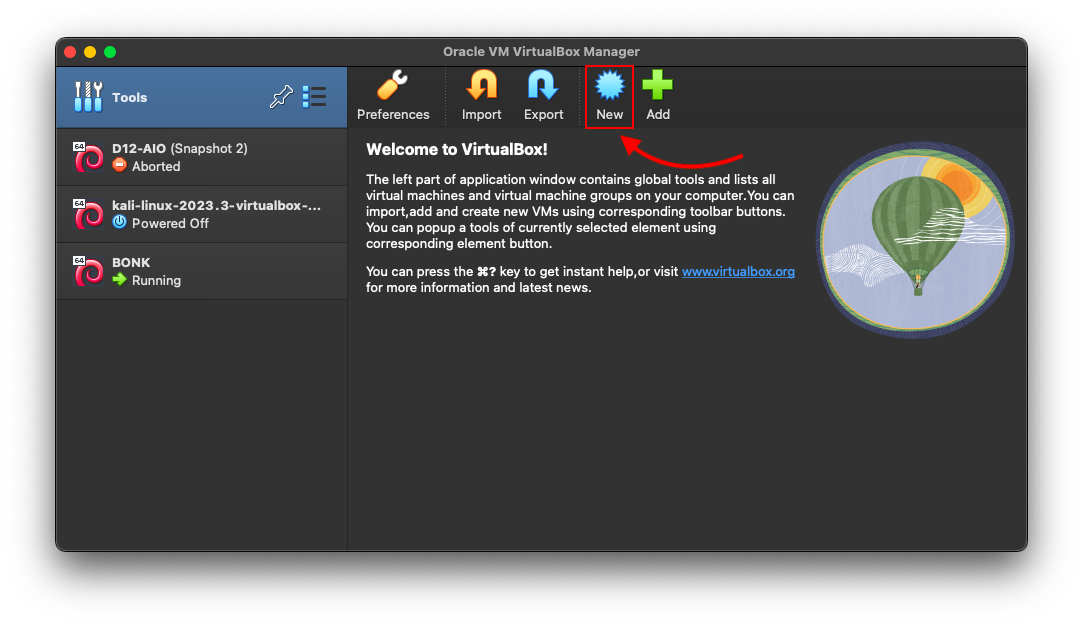 Oracle VM VirtualBox Manager
Tools
Preferences
Import
Export
New
Add
64
D12-AIO (Snapshot 2)
Aborted
64
kali-linux-2023.3-virtualbox-...
Powered Off
64
BONK
Running
Welcome to VirtualBox!
The left part of application window contains global tools and lists all
virtual machines and virtual machine groups on your computer.You can
import,add and create new VMs using corresponding toolbar buttons.
You can popup a tools of currently selected element using
corresponding element button.
You can press the ⌘? key to get instant help,or visit www.virtualbox.org
for more information and latest news.